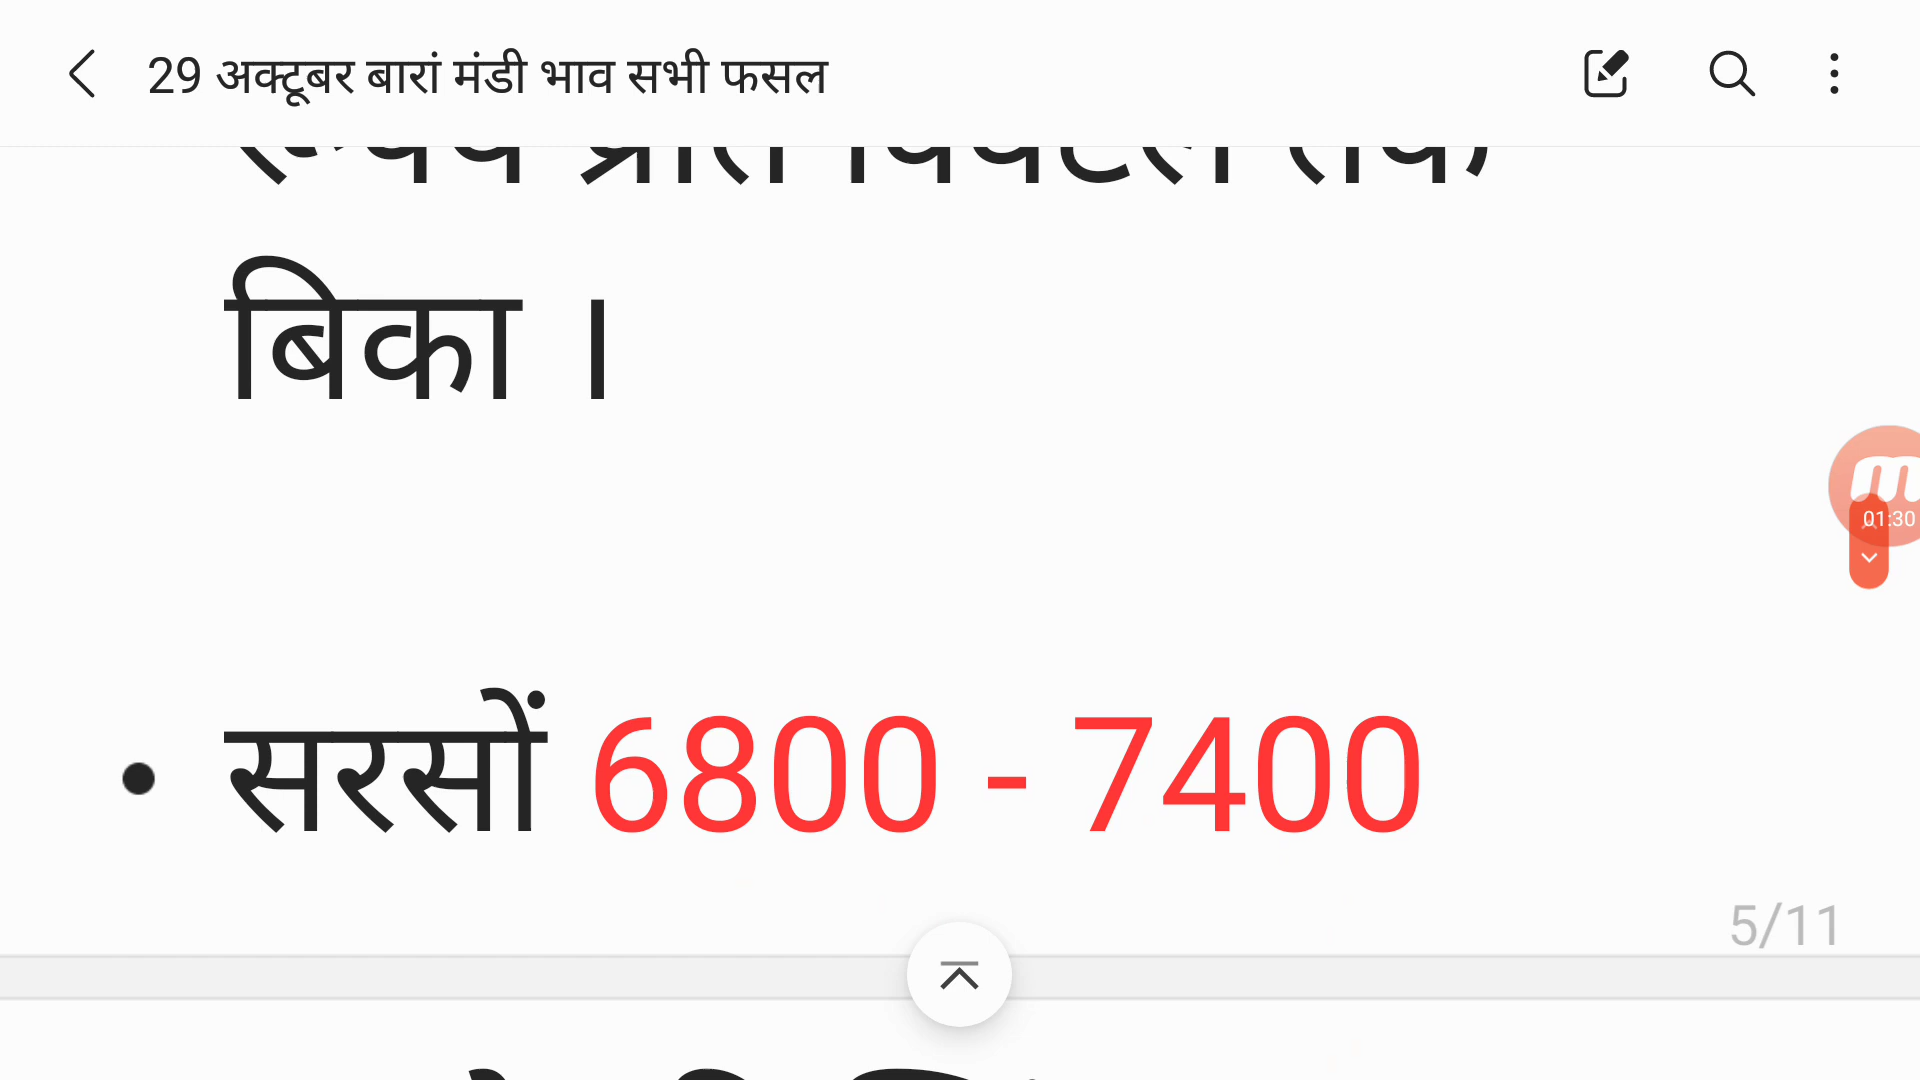 29 अक्टूबर बारां मंडी भाव सभी फसल
बिका ।
01:30
• सरसों 6800 - 7400
5/11